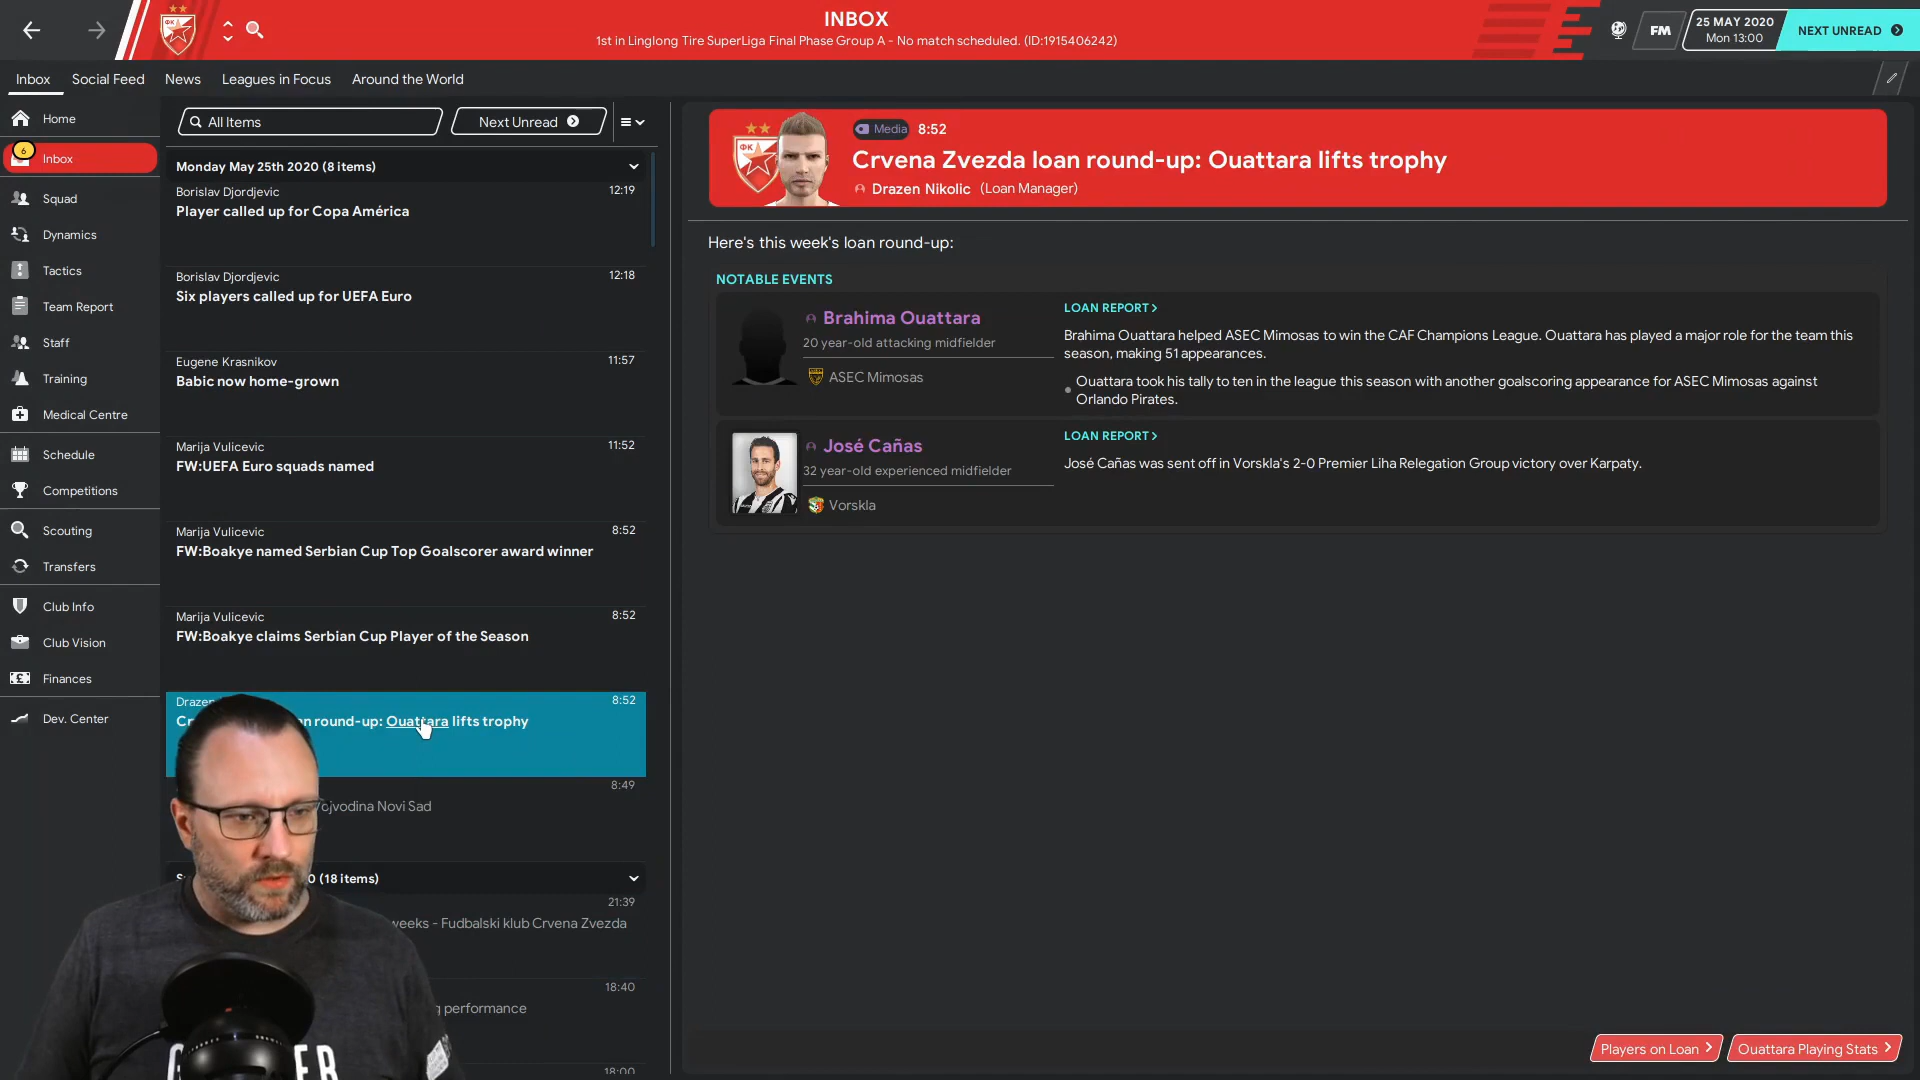 INBOX
1st in Linglong Tire SuperLiga Final Phase Group A - No match scheduled. (ID:1915406242)
FM
25 MAY 2020
Mon 13:00
NEXT UNREAD
Inbox
Social Feed
News
Leagues in Focus
Around the World
Home
6
Inbox
Squad
Dynamics
Tactics
Team Report
Staff
Training
Medical Centre
Schedule
Competitions
Scouting
Transfers
Club Info
Club Vision
Finances
Dev. Center
All Items
Next Unread
Monday May 25th 2020 (8 items)
Borislav Djordjevic
12:19
Player called up for Copa América
Borislav Djordjevic
12:18
Six players called up for UEFA Euro
Eugene Krasnikov
11:57
Babic now home-grown
Marija Vulicevic
11:52
FW:UEFA Euro squads named
Marija Vulicevic
8:52
FW:Boakye named Serbian Cup Top Goalscorer award winner
Marija Vulicevic
8:52
FW:Boakye claims Serbian Cup Player of the Season
8:52
round-up: Ouattara lifts trophy
8:49
Novi Sad
(18 items)
21:39
weeks - Fudbalski klub Crvena Zvezda
18:40
performance
18:00
Media
8:52
Crvena Zvezda loan round-up: Ouattara lifts trophy
Drazen Nikolic (Loan Manager)
Here's this week's loan round-up:
NOTABLE EVENTS
Brahima Ouattara
20 year-old attacking midfielder
ASEC Mimosas
LOAN REPORT
Brahima Ouattara helped ASEC Mimosas to win the CAF Champions League. Ouattara has played a major role for the team this
season, making 51 appearances.
Ouattara took his tally to ten in the league this season with another goalscoring appearance for ASEC Mimosas against
Orlando Pirates.
José Cañas
32 year-old experienced midfielder
Vorskla
LOAN REPORT
José Cañas was sent off in Vorskla's 2-0 Premier Liha Relegation Group victory over Karpaty.
Players on Loan
Ouattara Playing Stats